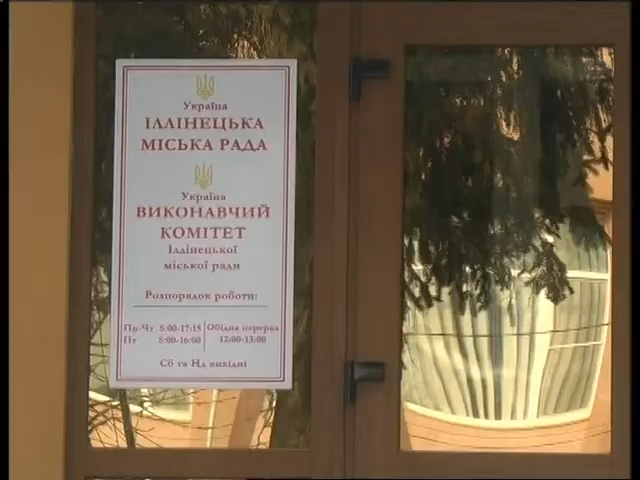 Україна
ІЛЛІНЕЦЬКА
МІСЬКА РАДА
Україна
ВИКОНАВЧИЙ
КОМІТЕТ
Іллінецької
міської ради
Розпорядок роботи:
Пн-Чт 8:00-17:15 Обідня перерва
Пт 8:00-16:00 12:00-13:00
Сб та Нд вихідні